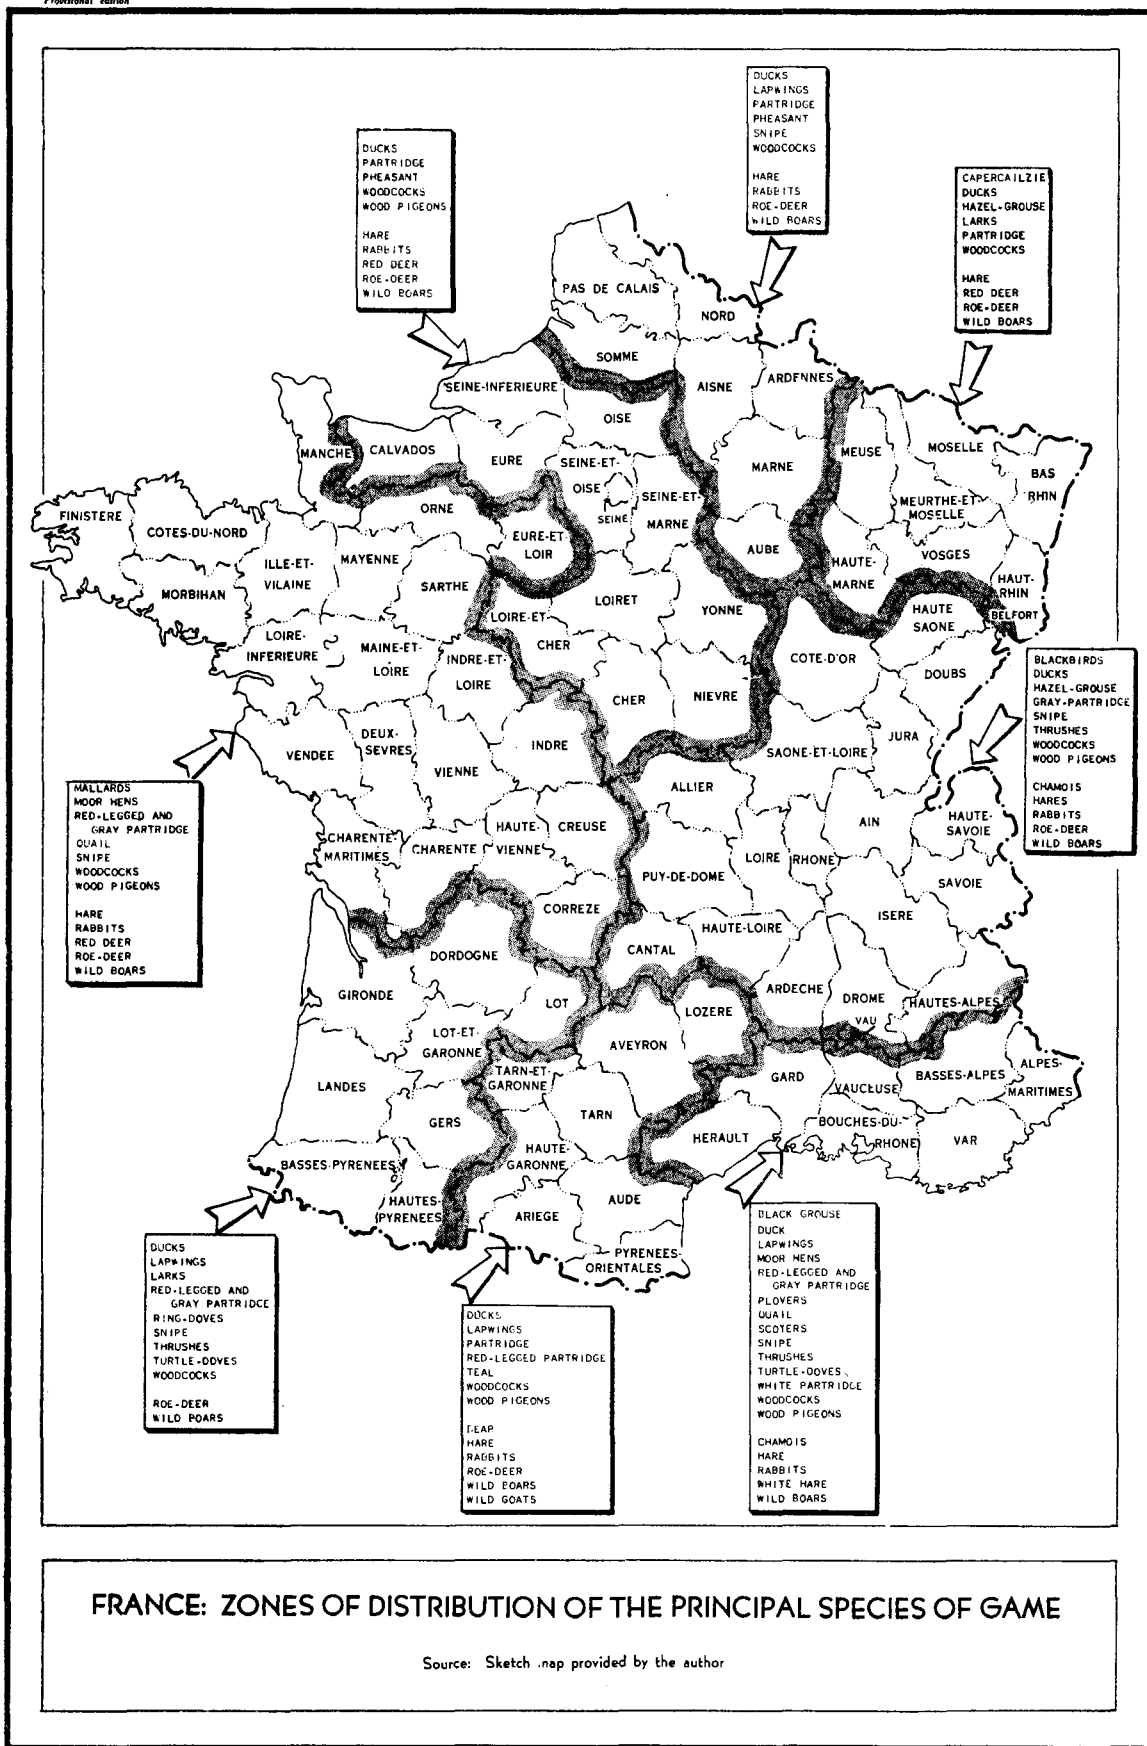 Provisional edition
DUCKS
LAPWINGS
PARTRIDGE
PHEASANT
SNIPE
WOODCOCKS
HARE
RABBITS
ROE-DEER
WILD BOARS
DUCKS
PARTRIDGE
PHEASANT
WOODCOCKS
WOOD PIGEONS
HARE
RABBITS
RED DEER
ROE-DEER
WILD BOARS
CAPERCAILZIE
DUCKS
HAZEL-GROUSE
LARKS
PARTRIDGE
WOODCOCKS
HARE
RED DEER
ROE-DEER
WILD BOARS
PAS DE CALAIS
NORD
SOMME
SEINE-INFERIEURE
AISNE
ARDENNES
OISE
MANCHE
CALVADOS
EURE
SEINE-ET-
OISE
SEINE
SEINE-ET-
MARNE
MARNE
MEUSE
MOSELLE
BAS
RHIN
MEURTHE-ET
MOSELLE
FINISTERE
COTES-DU-NORD
ORNE
EURE-ET
LOIR
AUBE
HAUTE-
MARNE
VOSGES
HAUT-
RHIN
BELFORT
ILLE-ET
VILAINE
MAYENNE
SARTHE
MORBIHAN
LOIRET
YONNE
HAUTE
SAONE
LOIRE-ET
CHER
LOIRE-
INFERIEURE
MAINE-ET
LOIRE
INDRE-ET-
LOIRE
CHER
NIEVRE
COTE-D'OR
DOUBS
VENDEE
DEUX-
SEVRES
VIENNE
INDRE
SAONE-ET-LOIRE
JURA
ALLIER
BLACKBIRDS
DUCKS
HAZEL-GROUSE
GRAY-PARTRIDGE
SNIPE
THRUSHES
WOODCOCKS
WOOD PIGEONS
CHAMOIS
HARES
RABBITS
ROE-DEER
WILD BOARS
MALLARDS
MOOR HENS
RED-LEGGED AND
GRAY PARTRIDGE
QUAIL
SNIPE
WOODCOCKS
WOOD PIGEONS
HARE
RABBITS
RED DEER
ROE-DEER
WILD BOARS
CHARENTE-
MARITIMES
CHARENTE
HAUTE-
VIENNE
CREUSE
PUY-DE-DOME
LOIRE
RHONE
AIN
HAUTE-
SAVOIE
SAVOIE
CORREZE
HAUTE-LOIRE
ISERE
DORDOGNE
CANTAL
GIRONDE
LOT
LOZERE
ARDECHE
DROME
VAU
HAUTES-ALPES
LOT-ET
GARONNE
AVEYRON
TARN-ET
GARONNE
LANDES
GARD
VAUCLUSE
BASSES-ALPES
ALPES-
MARITIMES
GERS
TARN
HERAULT
BOUCHES-DU-
RHONE
VAR
BASSES-PYRENEES
HAUTE-
GARONNE
HAUTES-
PYRENEES
ARIEGE
AUDE
PYRENEES-
ORIENTALES
DUCKS
LAPWINGS
LARKS
RED-LEGGED AND
GRAY PARTRIDGE
RING-DOVES
SNIPE
THRUSHES
TURTLE-DOVES
WOODCOCKS
ROE-DEER
WILD BOARS
DUCKS
LAPWINGS
PARTRIDGE
RED-LEGGED PARTRIDGE
TEAL
WOODCOCKS
WOOD PIGEONS
BEAR
HARE
RABBITS
ROE-DEER
WILD BOARS
WILD GOATS
BLACK GROUSE
DUCK
LAPWINGS
MOOR HENS
RED-LEGGED AND
GRAY PARTRIDGE
PLOVERS
QUAIL
SCOTERS
SNIPE
THRUSHES
TURTLE-DOVES
WHITE PARTRIDGE
WOODCOCKS
WOOD PIGEONS
CHAMOIS
HARE
RABBITS
WHITE HARE
WILD BOARS
FRANCE: ZONES OF DISTRIBUTION OF THE PRINCIPAL SPECIES OF GAME
Source: Sketch map provided by the author